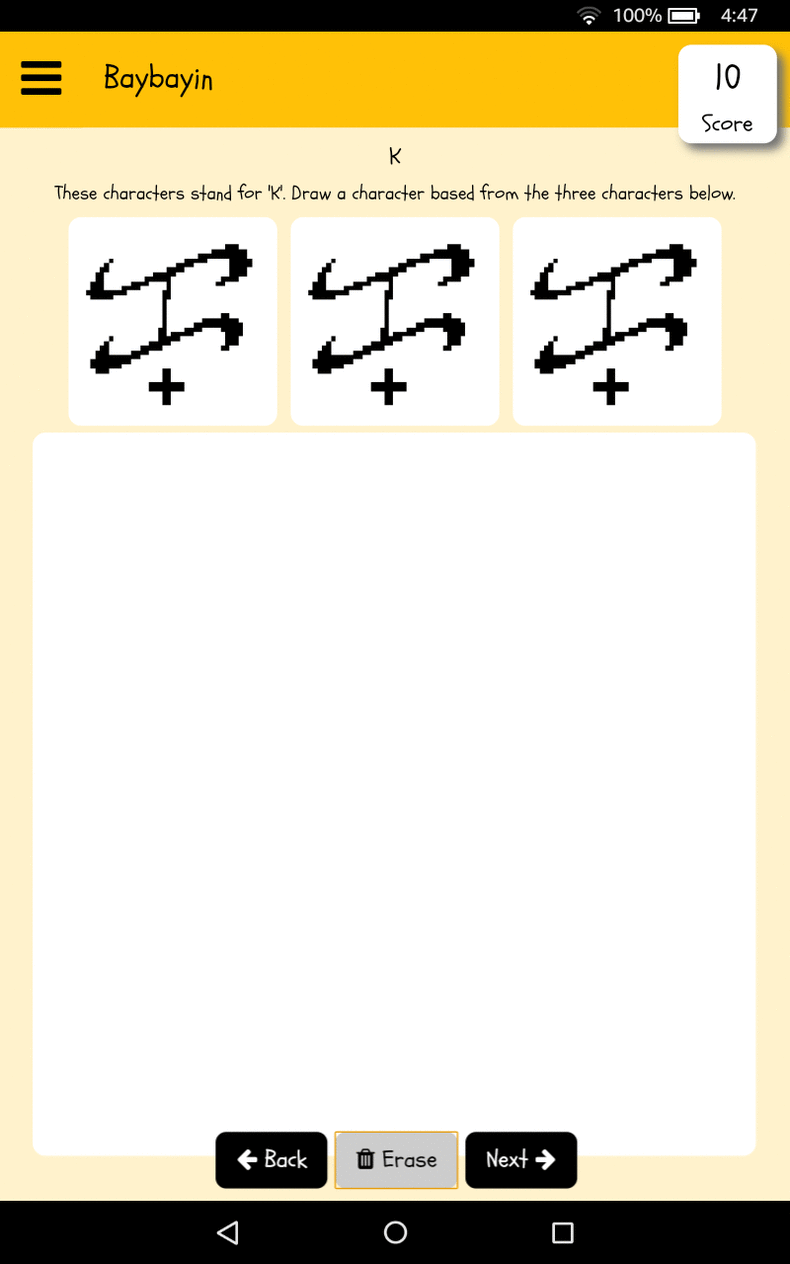 100% 4:47
Baybayin
10
Score
K
These characters stand for 'K'. Draw a character based from the three characters below.
ᜃ᜔ ᜃ᜔ ᜃ᜔
Back Erase Next